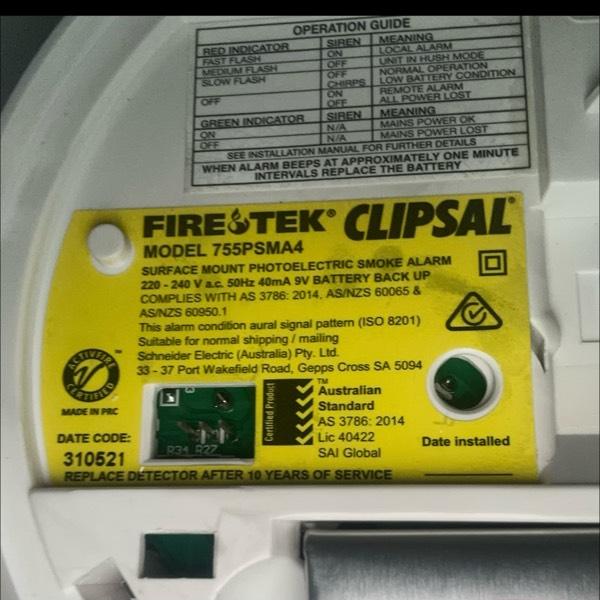 OPERATION GUIDE
RED INDICATOR SIREN MEANING
FAST FLASH ON LOCAL ALARM
MEDIUM FLASH OFF UNIT IN HUSH MODE
SLOW FLASH OFF NORMAL OPERATION
CHIRPS LOW BATTERY CONDITION
OFF ON REMOTE ALARM
OFF ALL POWER LOST
GREEN INDICATOR SIREN MEANING
ON N/A MAINS POWER OK
OFF N/A MAINS POWER LOST
SEE INSTALLATION MANUAL FOR FURTHER DETAILS
WHEN ALARM BEEPS AT APPROXIMATELY ONE MINUTE
INTERVALS REPLACE THE BATTERY
FIRETEK® CLIPSAL®
MODEL 755PSMA4
SURFACE MOUNT PHOTOELECTRIC SMOKE ALARM
220 - 240 V a.c. 50Hz 40mA 9V BATTERY BACK UP
COMPLIES WITH AS 3786: 2014, AS/NZS 60065 &
AS/NZS 60950.1
This alarm condition aural signal pattern (ISO 8201)
Suitable for normal shipping / mailing
Schneider Electric (Australia) Pty. Ltd.
33 - 37 Port Wakefield Road, Gepps Cross SA 5094
ACTIVFIRE CERTIFIED ™
MADE IN PRC
DATE CODE:
310521
R31 R27
Certified Product
™
Australian
Standard
AS 3786: 2014
Lic 40422
SAI Global
Date installed
REPLACE DETECTOR AFTER 10 YEARS OF SERVICE